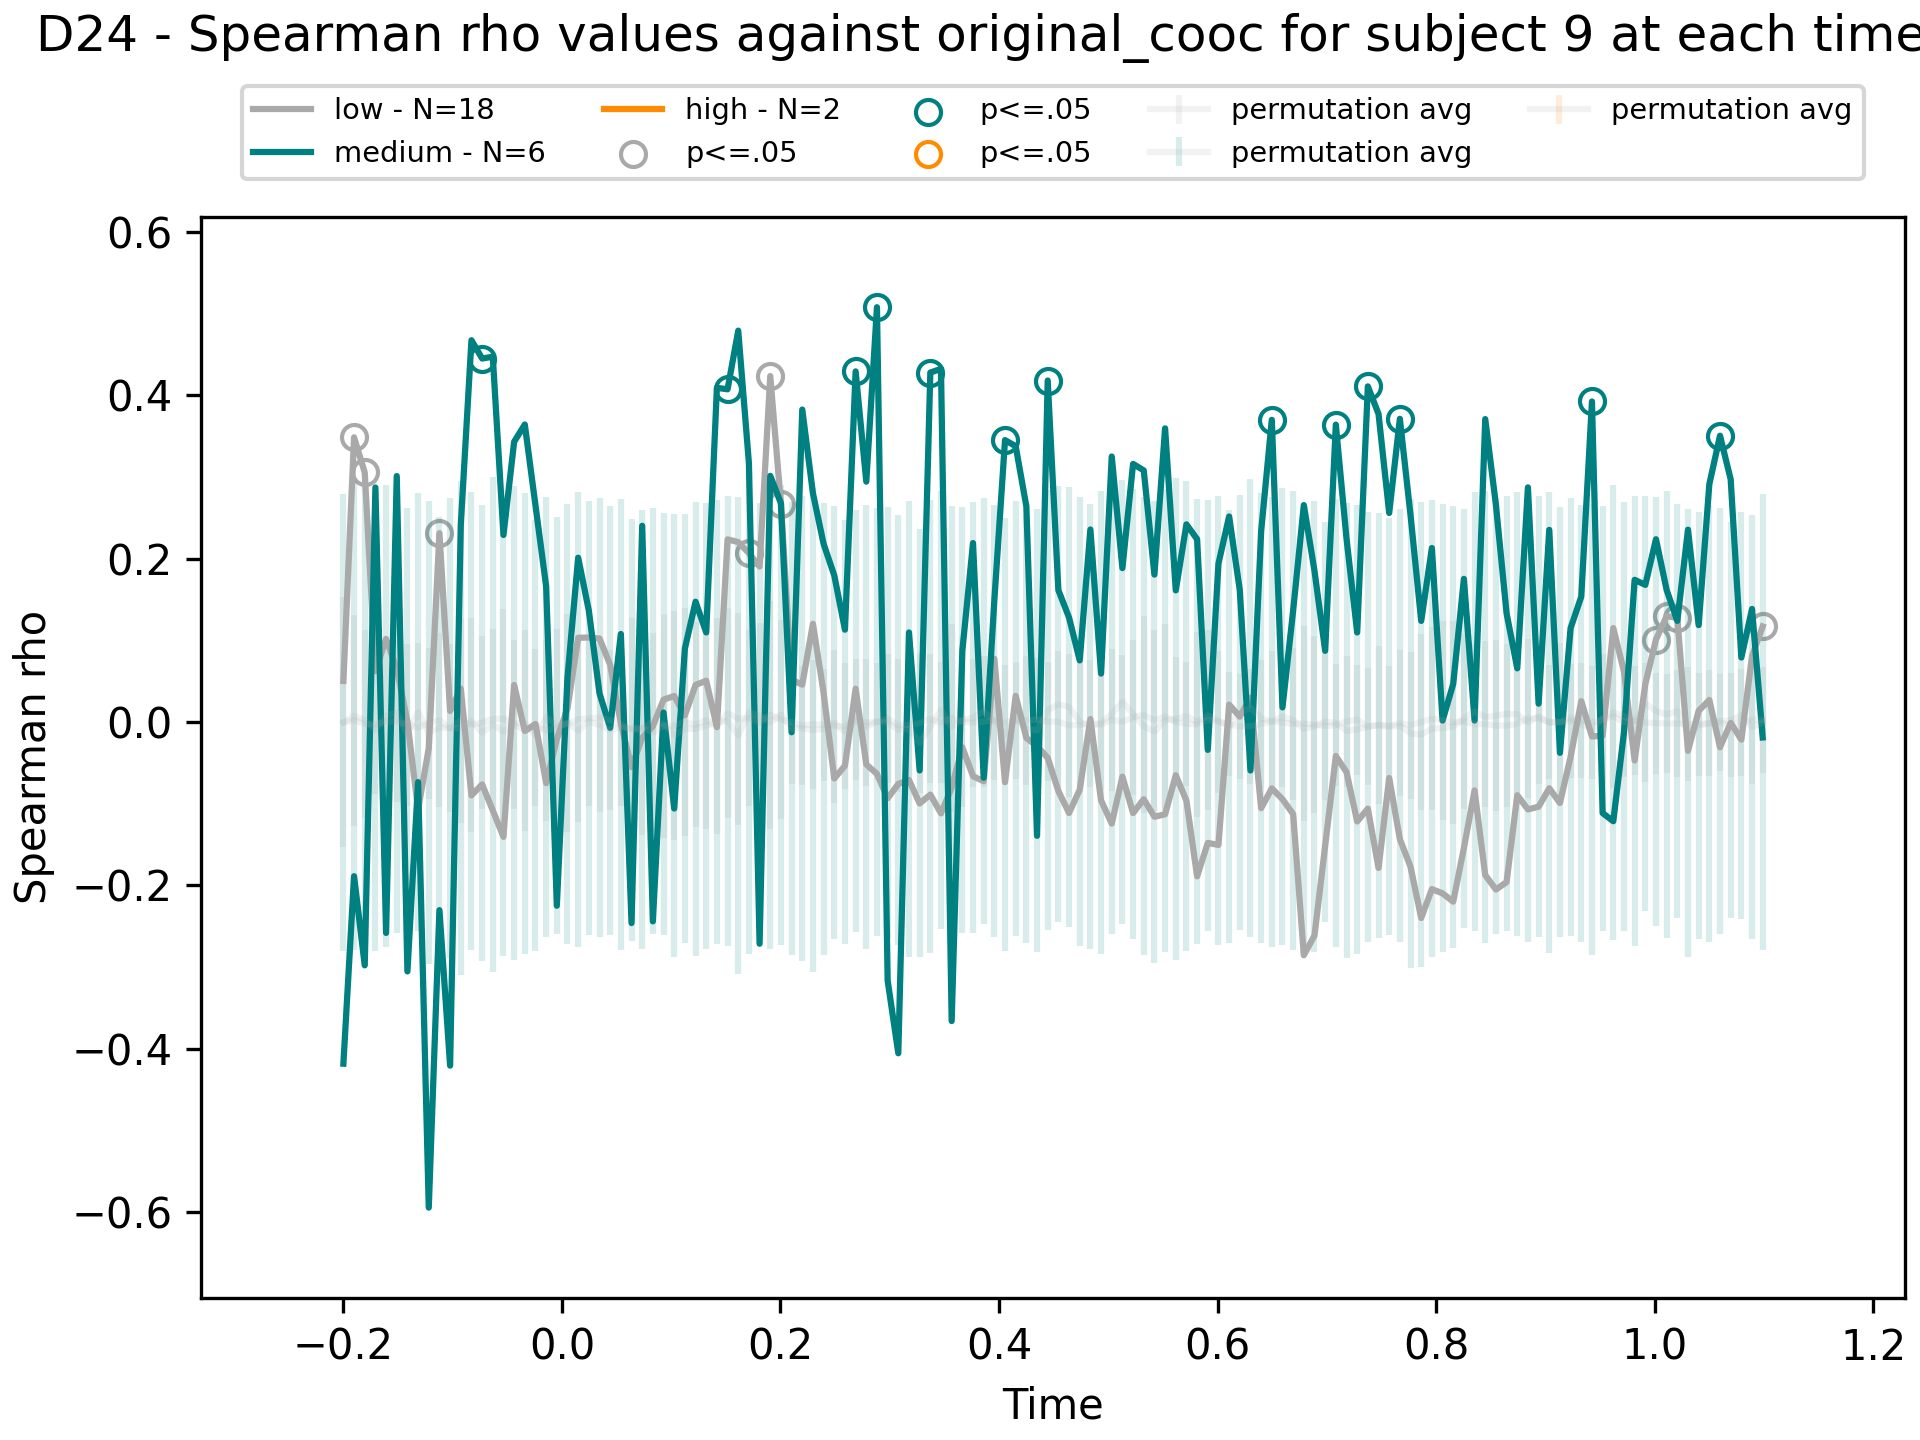 D24 - Spearman rho values against original_cooc for subject 9 at each time
low - N=18 high - N=2 p<=.05 permutation avg permutation avg
medium - N=6 p<=.05 p<=.05 permutation avg
0.6
0.4
0.2
0.0
−0.2
−0.4
−0.6
Spearman rho
−0.2 0.0 0.2 0.4 0.6 0.8 1.0 1.2
Time